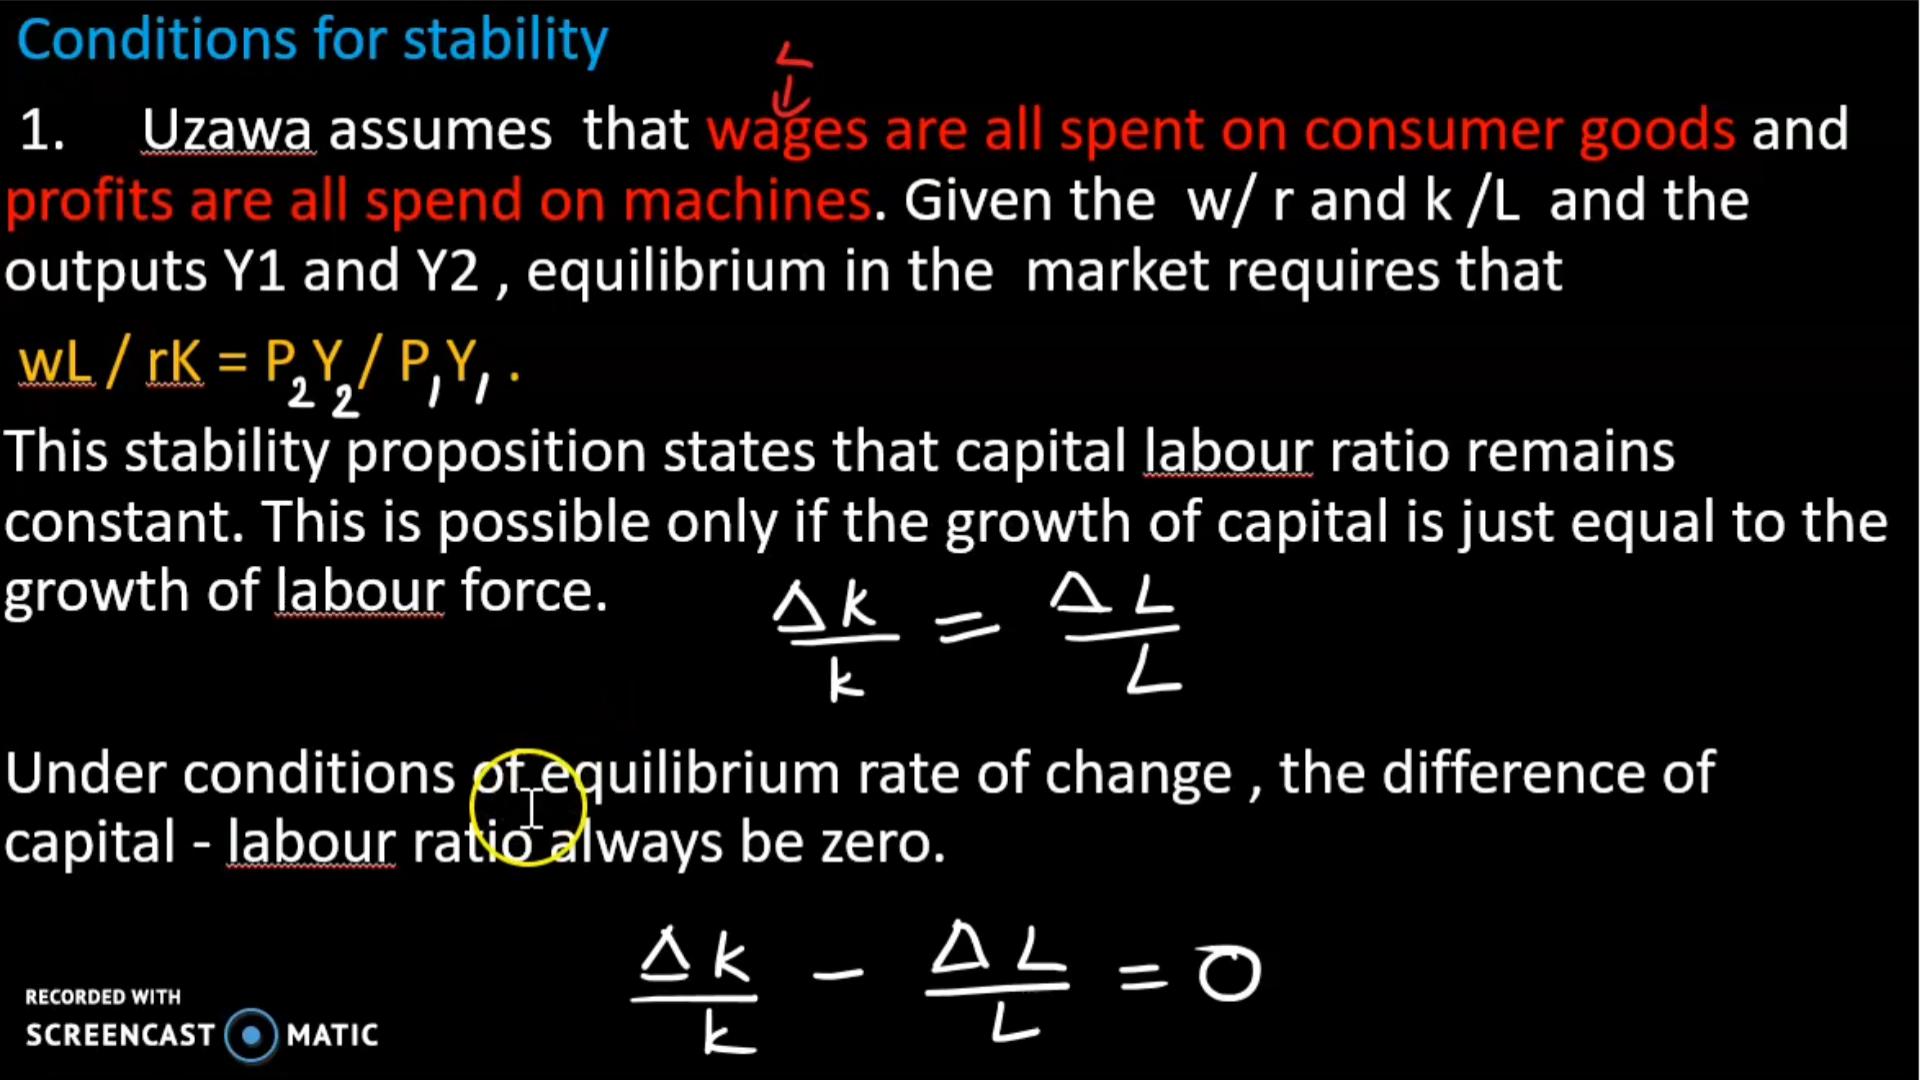 Conditions for stability
L
1. Uzawa assumes that wages are all spent on consumer goods and
profits are all spend on machines. Given the w/ r and k /L and the
outputs Y1 and Y2 , equilibrium in the market requires that
wL / rK = P2Y2/ P1Y1 .
This stability proposition states that capital labour ratio remains
constant. This is possible only if the growth of capital is just equal to the
growth of labour force.
Δk/k = ΔL/L
Under conditions of equilibrium rate of change , the difference of
capital - labour ratio always be zero.
Δk/k - ΔL/L = 0
RECORDED WITH
SCREENCAST MATIC